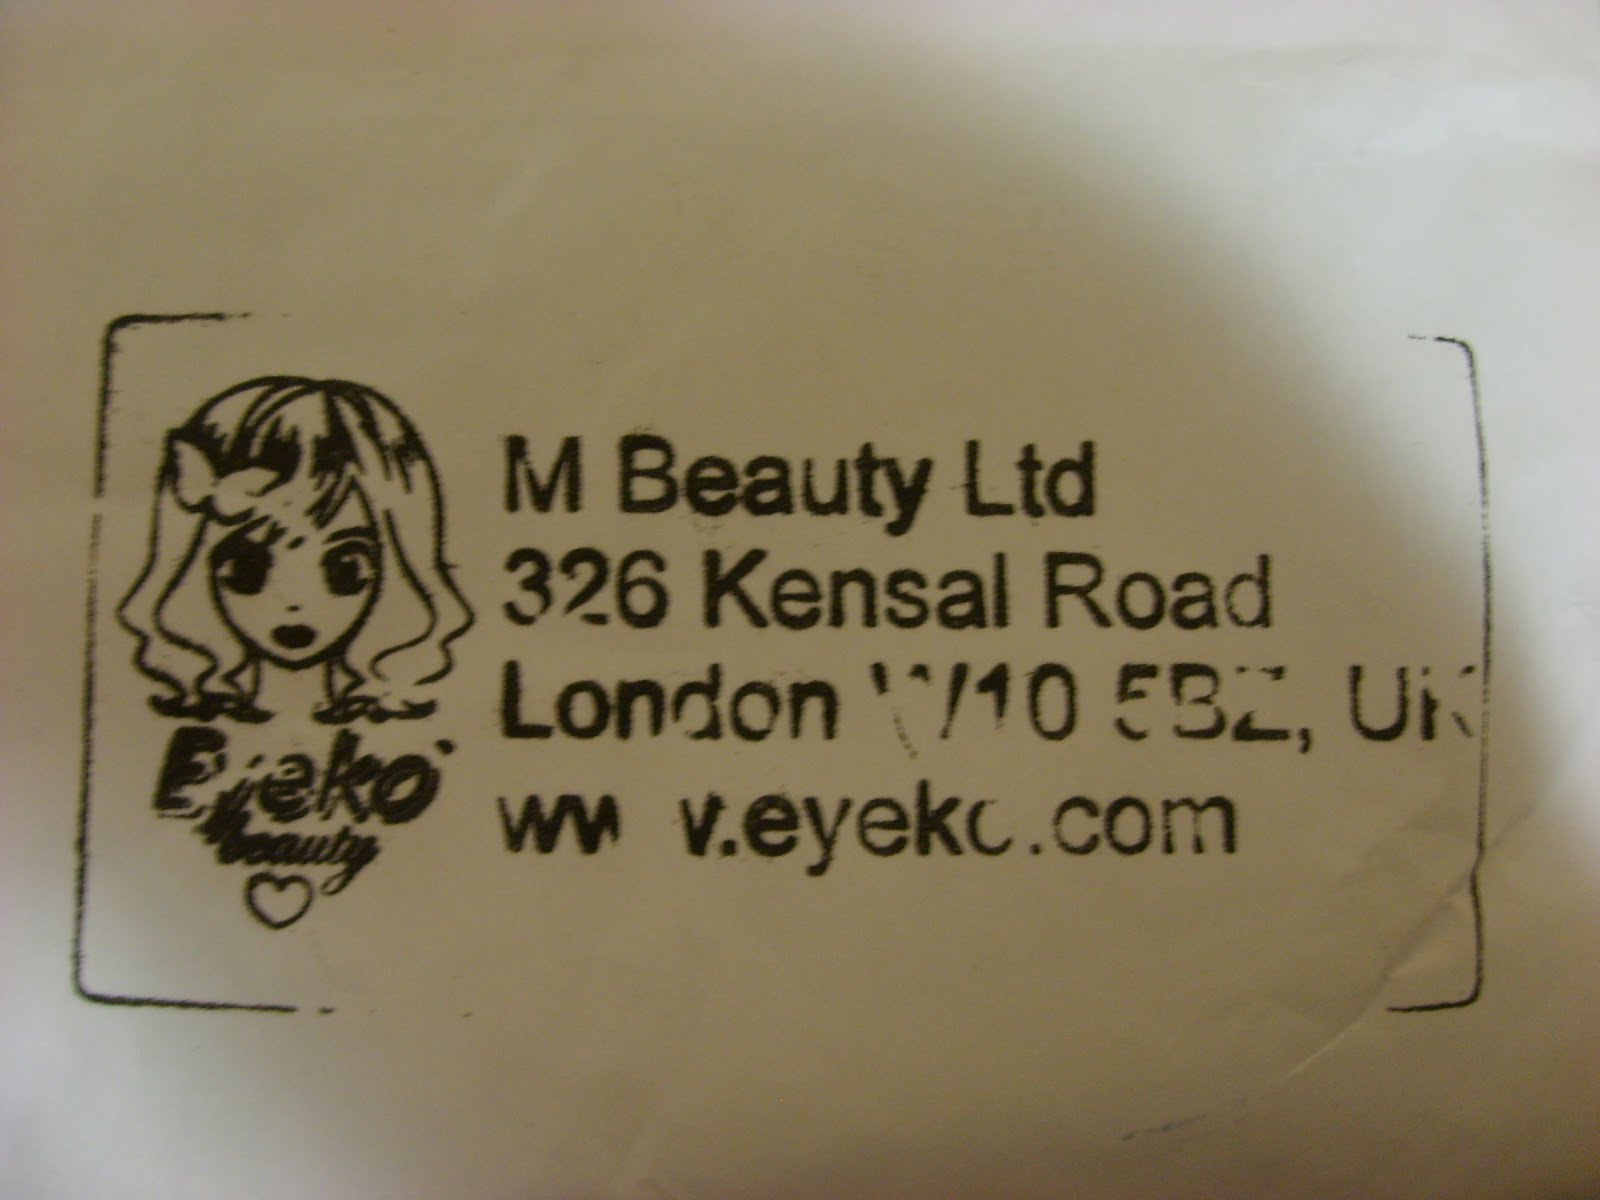 M Beauty Ltd
326 Kensal Road
London W10 5BZ, UK
www.eyeko.com
Eyeko
beauty